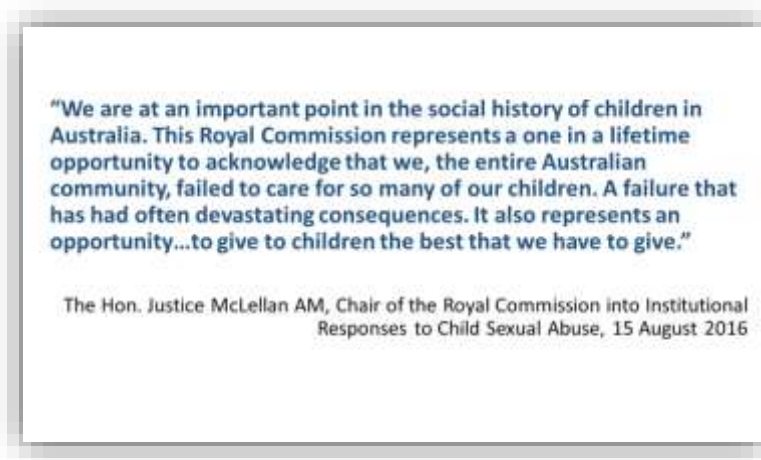 “We are at an important point in the social history of children in
Australia. This Royal Commission represents a one in a lifetime
opportunity to acknowledge that we, the entire Australian
community, failed to care for so many of our children. A failure that
has had often devastating consequences. It also represents an
opportunity...to give to children the best that we have to give.”
The Hon. Justice McLellan AM, Chair of the Royal Commission into Institutional
Responses to Child Sexual Abuse, 15 August 2016